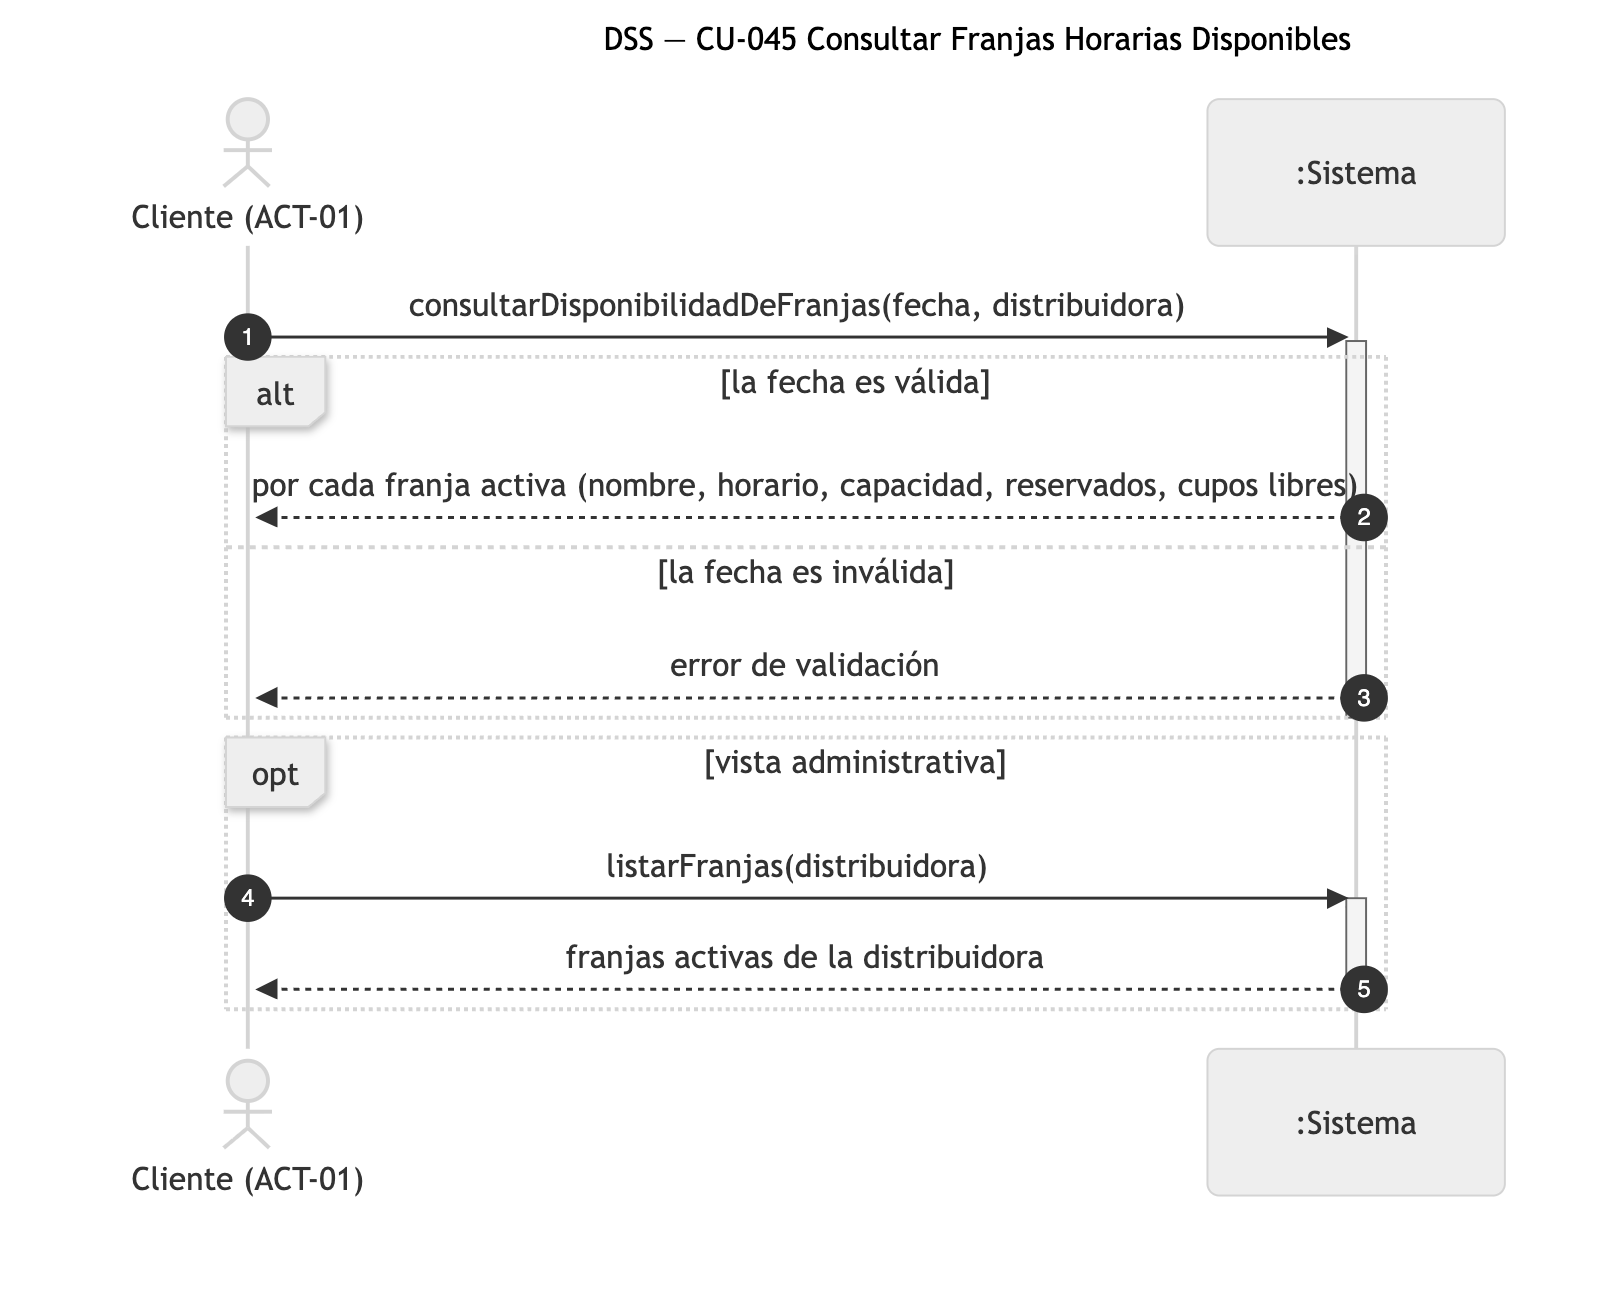 DSS — CU-045 Consultar Franjas Horarias Disponibles
Cliente (ACT-01)
:Sistema
consultarDisponibilidadDeFranjas(fecha, distribuidora)
1
alt
[la fecha es válida]
por cada franja activa (nombre, horario, capacidad, reservados, cupos libres)
2
[la fecha es inválida]
error de validación
3
opt
[vista administrativa]
listarFranjas(distribuidora)
4
franjas activas de la distribuidora
5
Cliente (ACT-01)
:Sistema